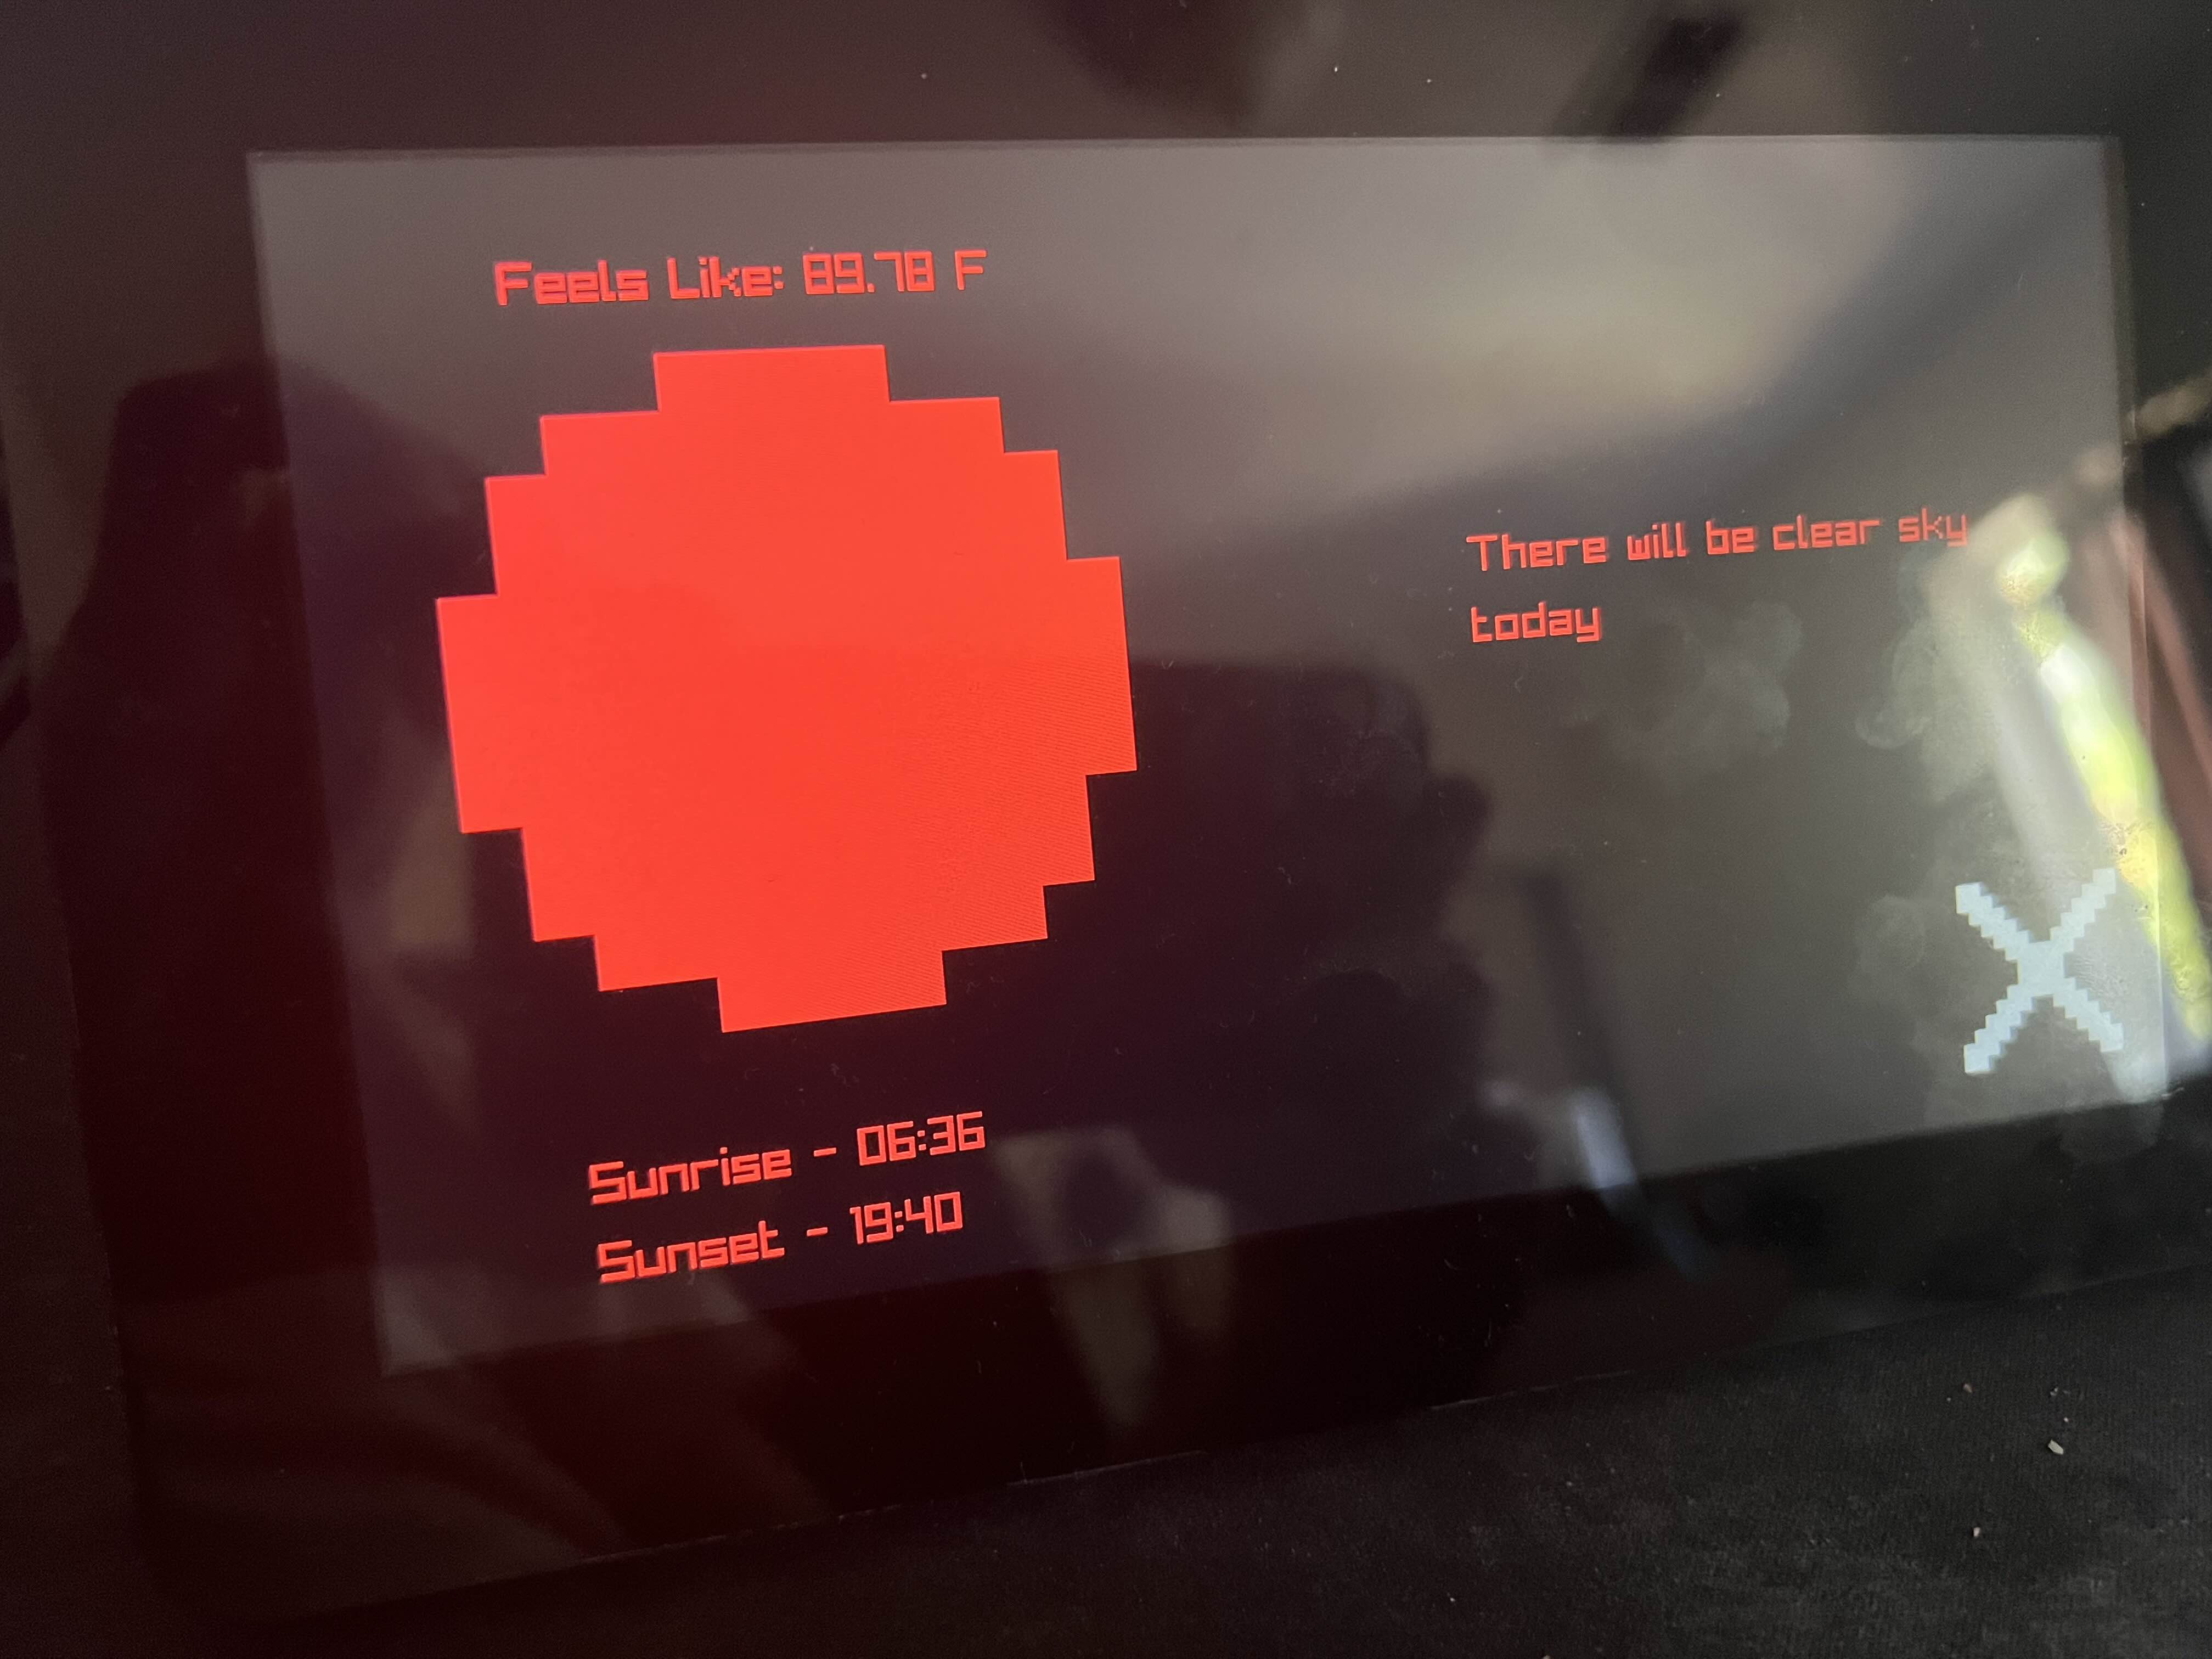 Feels Like: 89.78 F
There will be clear sky
today
Sunrise - 06:36
Sunset - 19:40